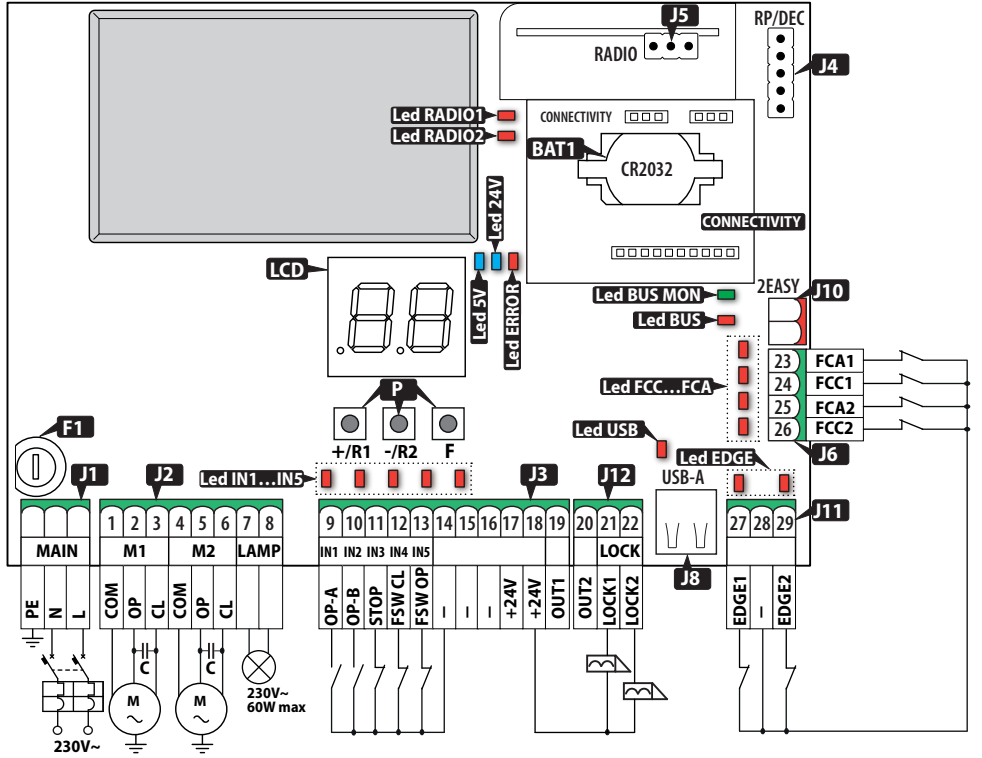 J5
RP/DEC
RADIO
J4
Led RADIO1
CONNECTIVITY
Led RADIO2
BAT1
CR2032
Led 24V
CONNECTIVITY
LCD
Led 5V
Led ERROR
2EASY
J10
Led BUS MON
Led BUS
23 FCA1
24 FCC1
25 FCA2
26 FCC2
Led FCC...FCA
P
F1
+/R1 -/R2 F
Led USB
J6
Led EDGE
J1 J2 Led IN1...IN5 J3 J12
USB-A
J11
1 2 3 4 5 6 7 8 9 10 11 12 13 14 15 16 17 18 19 20 21 22 27 28 29
MAIN M1 M2 LAMP IN1 IN2 IN3 IN4 IN5 LOCK
J8
PE N L COM OP CL COM OP CL OP-A OP-B STOP FSW CL FSW OP – – – +24V +24V OUT1 OUT2 LOCK1 LOCK2 EDGE1 – EDGE2
C C
M M
~ ~
230V~
60W max
230V~